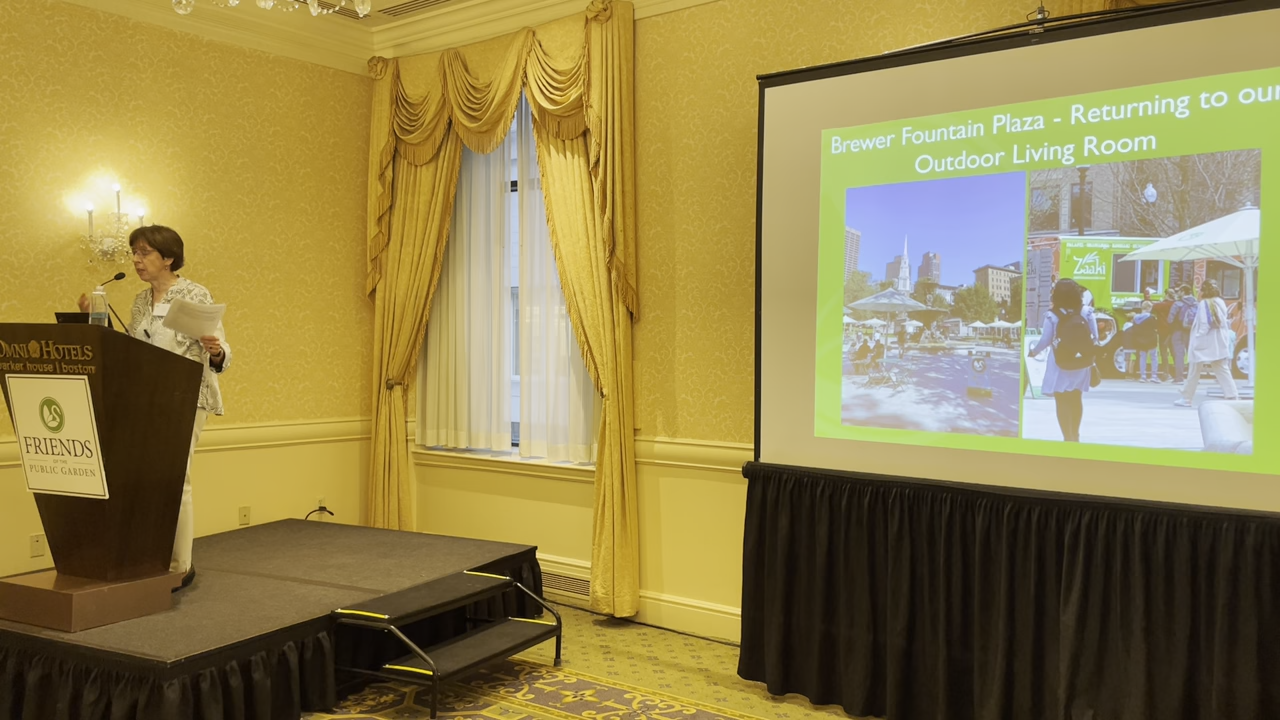 Brewer Fountain Plaza - Returning to our
Outdoor Living Room
Zaaki
OMNI HOTELS
parker house | boston
FRIENDS
OF THE
PUBLIC GARDEN